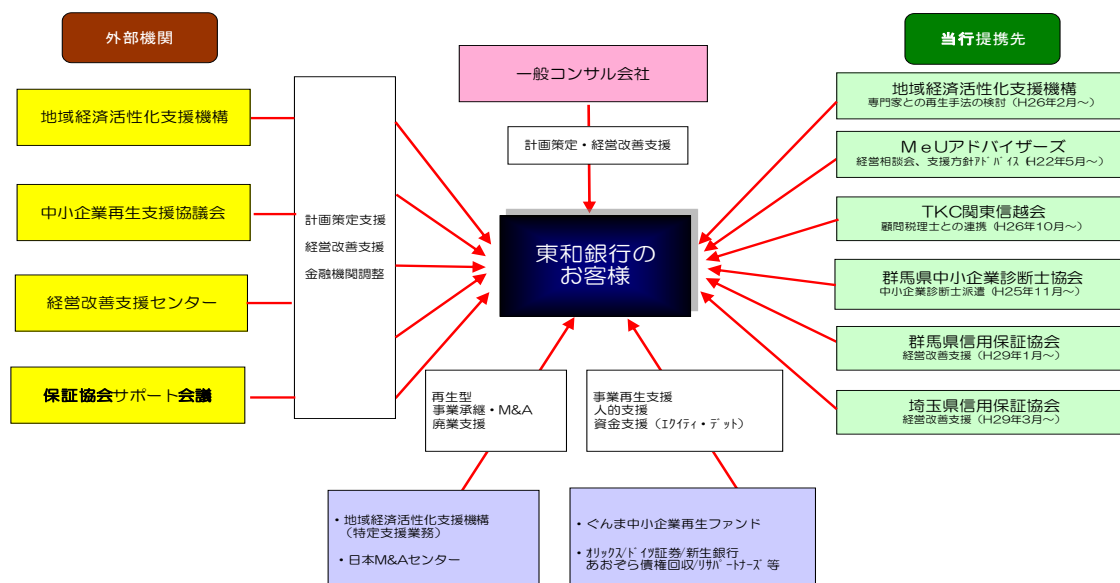 外部機関
地域経済活性化支援機構
中小企業再生支援協議会
経営改善支援センター
保証協会サポート会議
計画策定支援
経営改善支援
金融機関調整
一般コンサル会社
計画策定・経営改善支援
東和銀行の
お客様
再生型
事業承継・M&A
廃業支援
事業再生支援
人的支援
資金支援（ｴｸｲﾃｨ・ﾃﾞｯﾄ）
・地域経済活性化支援機構
（特定支援業務）
・日本M&Aセンター
・ぐんま中小企業再生ファンド
・ｵﾘｯｸｽ/ﾄﾞｲﾂ証券/新生銀行
あおぞら債権回収/ﾘｻﾊﾟｰﾄﾅｰｽﾞ 等
当行提携先
地域経済活性化支援機構
専門家との再生手法の検討（H26年2月～）
MeUアドバイザーズ
経営相談会、支援方針ｱﾄﾞﾊﾞｲｽ（H22年5月～）
TKC関東信越会
顧問税理士との連携（H26年10月～）
群馬県中小企業診断士協会
中小企業診断士派遣（H25年11月～）
群馬県信用保証協会
経営改善支援（H29年1月～）
埼玉県信用保証協会
経営改善支援（H29年3月～）